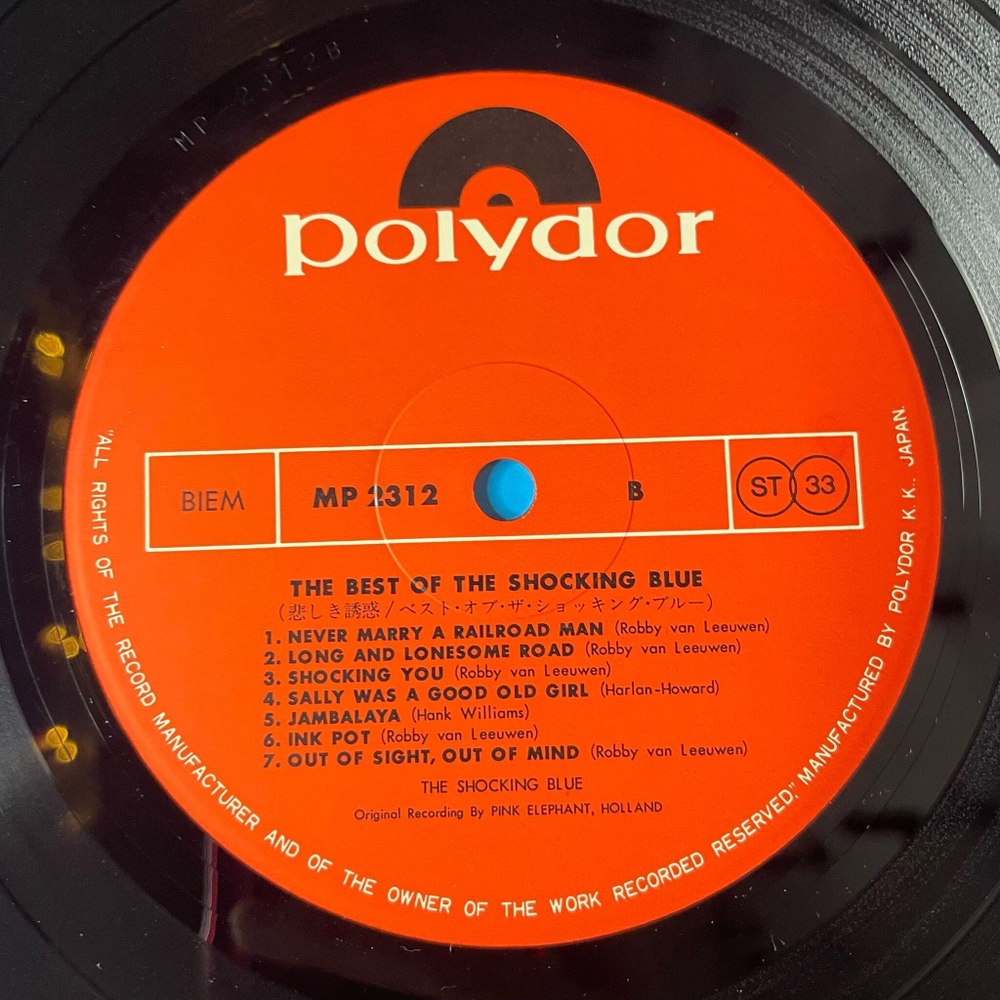 MP 2312B
polydor
BIEM
MP 2312
B
ST 33
THE BEST OF THE SHOCKING BLUE
(悲しき誘惑/ベスト・オブ・ザ・ショッキング・ブルー)
1. NEVER MARRY A RAILROAD MAN (Robby van Leeuwen)
2. LONG AND LONESOME ROAD (Robby van Leeuwen)
3. SHOCKING YOU (Robby van Leeuwen)
4. SALLY WAS A GOOD OLD GIRL (Harlan-Howard)
5. JAMBALAYA (Hank Williams)
6. INK POT (Robby van Leeuwen)
7. OUT OF SIGHT, OUT OF MIND (Robby van Leeuwen)
THE SHOCKING BLUE
Original Recording By PINK ELEPHANT, HOLLAND
"ALL RIGHTS OF THE RECORD MANUFACTURER AND OF THE OWNER OF THE WORK RECORDED RESERVED." MANUFACTURED BY POLYDOR K. K., JAPAN.